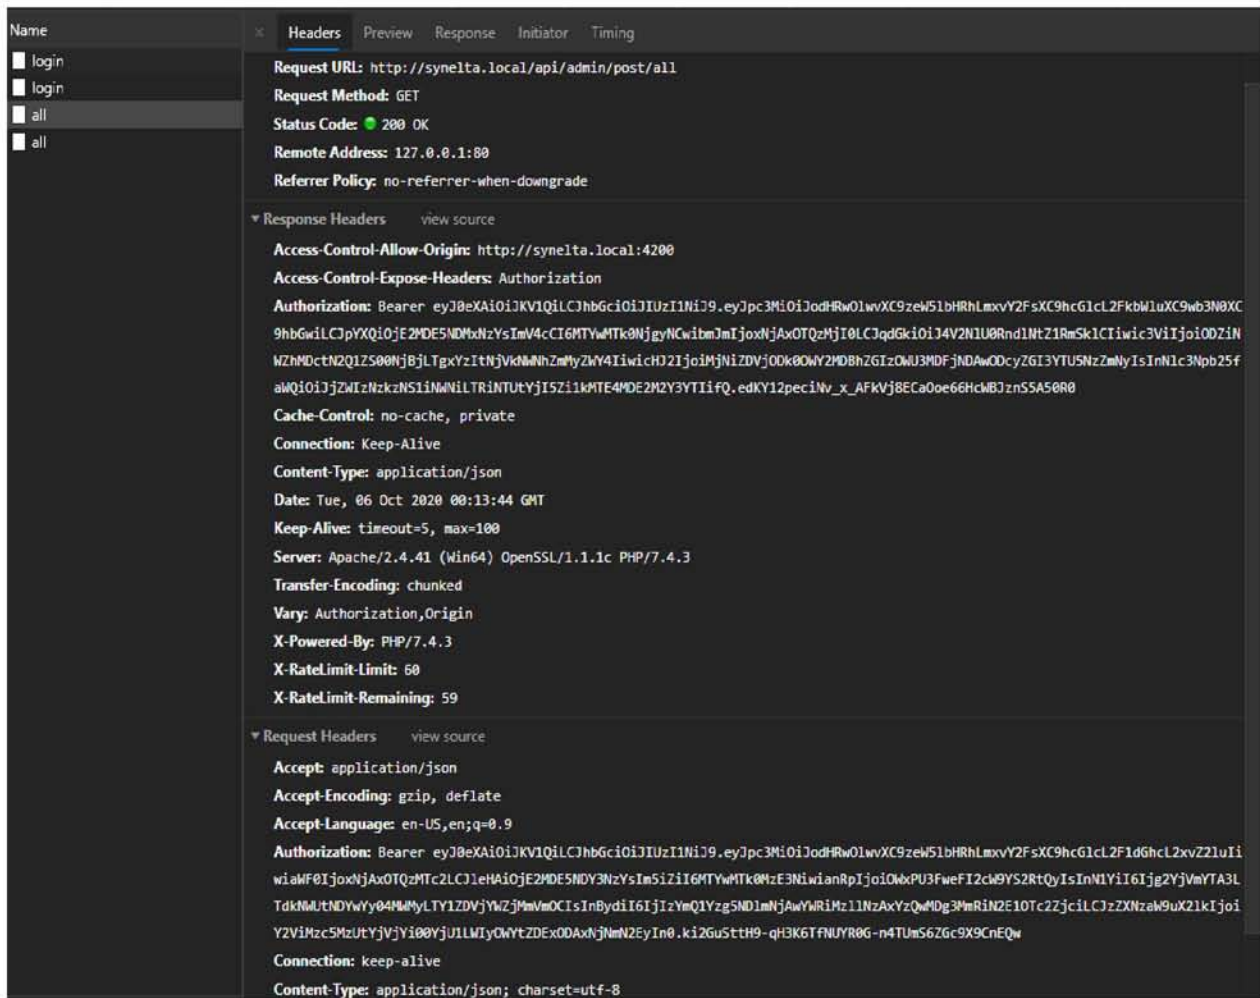 Name
login
login
all
all
× Headers Preview Response Initiator Timing
Request URL: http://synelta.local/api/admin/post/all
Request Method: GET
Status Code: 200 OK
Remote Address: 127.0.0.1:80
Referrer Policy: no-referrer-when-downgrade
▼ Response Headers view source
Access-Control-Allow-Origin: http://synelta.local:4200
Access-Control-Expose-Headers: Authorization
Authorization: Bearer
Cache-Control: no-cache, private
Connection: Keep-Alive
Content-Type: application/json
Date: Tue, 06 Oct 2020 00:13:44 GMT
Keep-Alive: timeout=5, max=100
Server: Apache/2.4.41 (Win64) OpenSSL/1.1.1c PHP/7.4.3
Transfer-Encoding: chunked
Vary: Authorization,Origin
X-Powered-By: PHP/7.4.3
X-RateLimit-Limit: 60
X-RateLimit-Remaining: 59
▼ Request Headers view source
Accept: application/json
Accept-Encoding: gzip, deflate
Accept-Language: en-US,en;q=0.9
Authorization: Bearer
Connection: keep-alive
Content-Type: application/json; charset=utf-8